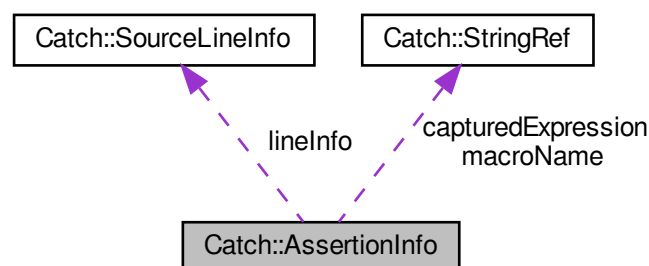 Catch::SourceLineInfo
Catch::StringRef
lineInfo
capturedExpression
macroName
Catch::AssertionInfo